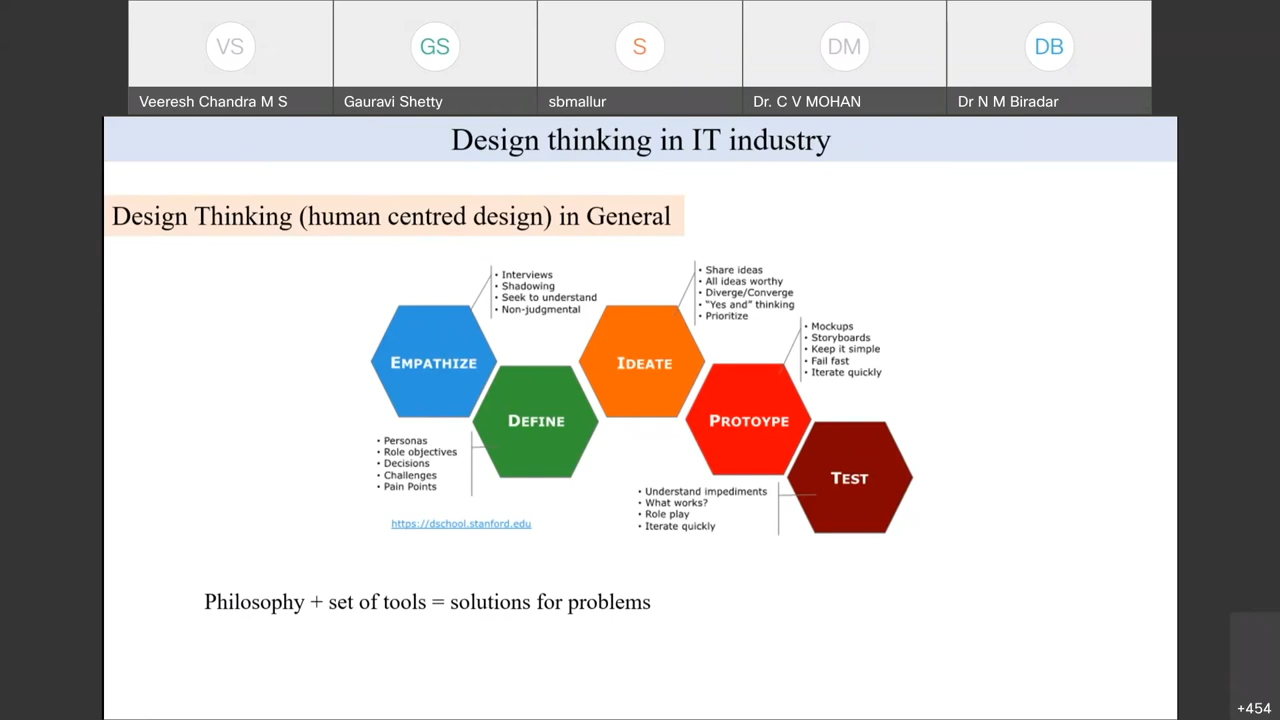 VS
GS
S
DM
DB
Veeresh Chandra M S
Gauravi Shetty
sbmallur
Dr. C V MOHAN
Dr N M Biradar
Design thinking in IT industry
Design Thinking (human centred design) in General
• Interviews
• Shadowing
• Seek to understand
• Non-judgmental
• Share ideas
• All ideas worthy
• Diverge/Converge
• “Yes and” thinking
• Prioritize
• Mockups
• Storyboards
• Keep it simple
• Fail fast
• Iterate quickly
EMPATHIZE
IDEATE
DEFINE
PROTOYPE
TEST
• Personas
• Role objectives
• Decisions
• Challenges
• Pain Points
• Understand impediments
• What works?
• Role play
• Iterate quickly
https://dschool.stanford.edu
Philosophy + set of tools = solutions for problems
+454